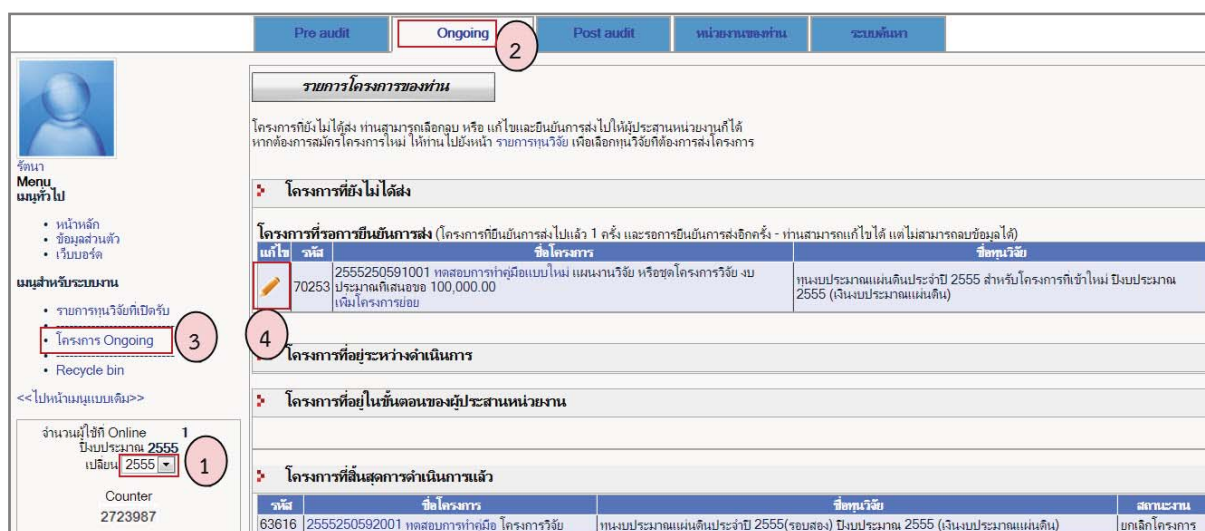 Pre audit
Ongoing
Post audit
หน่วยงานของท่าน
ระบบค้นหา
2
รายการโครงการของท่าน
โครงการที่ยังไม่ได้ส่ง ท่านสามารถเลือกลบ หรือ แก้ไขและยืนยันการส่งไปให้ผู้ประสานหน่วยงานก็ได้
หากต้องการสมัครโครงการใหม่ ให้ท่านไปยังหน้า รายการทุนวิจัย เพื่อเลือกทุนวิจัยที่ต้องการส่งโครงการ
รัตนา
Menu
เมนูทั่วไป
หน้าหลัก
ข้อมูลส่วนตัว
เว็บบอร์ด
เมนูสำหรับระบบงาน
รายการทุนวิจัยที่เปิดรับ
------------------------
โครงการ Ongoing
3
------------------------
Recycle bin
<<ไปหน้าเมนูแบบเดิม>>
จำนวนผู้ใช้ที่ Online 1
ปีงบประมาณ 2555
เปลี่ยน 2555
1
Counter
2723987
โครงการที่ยังไม่ได้ส่ง
โครงการที่รอการยืนยันการส่ง (โครงการที่ยืนยันการส่งไปแล้ว 1 ครั้ง และรอการยืนยันการส่งอีกครั้ง - ท่านสามารถแก้ไขได้ แต่ไม่สามารถลบข้อมูลได้)
แก้ไข รหัส ชื่อโครงการ ชื่อทุนวิจัย
70253
2555250591001 ทดสอบการทำคู่มือแบบใหม่ แผนงานวิจัย หรือชุดโครงการวิจัย งบ
ประมาณที่เสนอขอ 100,000.00
เพิ่มโครงการย่อย
ทุนงบประมาณแผ่นดินประจำปี 2555 สำหรับโครงการที่เข้าใหม่ ปีงบประมาณ
2555 (เงินงบประมาณแผ่นดิน)
4
โครงการที่อยู่ระหว่างดำเนินการ
โครงการที่อยู่ในขั้นตอนของผู้ประสานหน่วยงาน
โครงการที่สิ้นสุดการดำเนินการแล้ว
รหัส ชื่อโครงการ ชื่อทุนวิจัย สถานะงาน
63616 2555250592001 ทดสอบการทำคู่มือ โครงการวิจัย ทุนงบประมาณแผ่นดินประจำปี 2555(รอบสอง) ปีงบประมาณ 2555 (เงินงบประมาณแผ่นดิน) ยกเลิกโครงการ